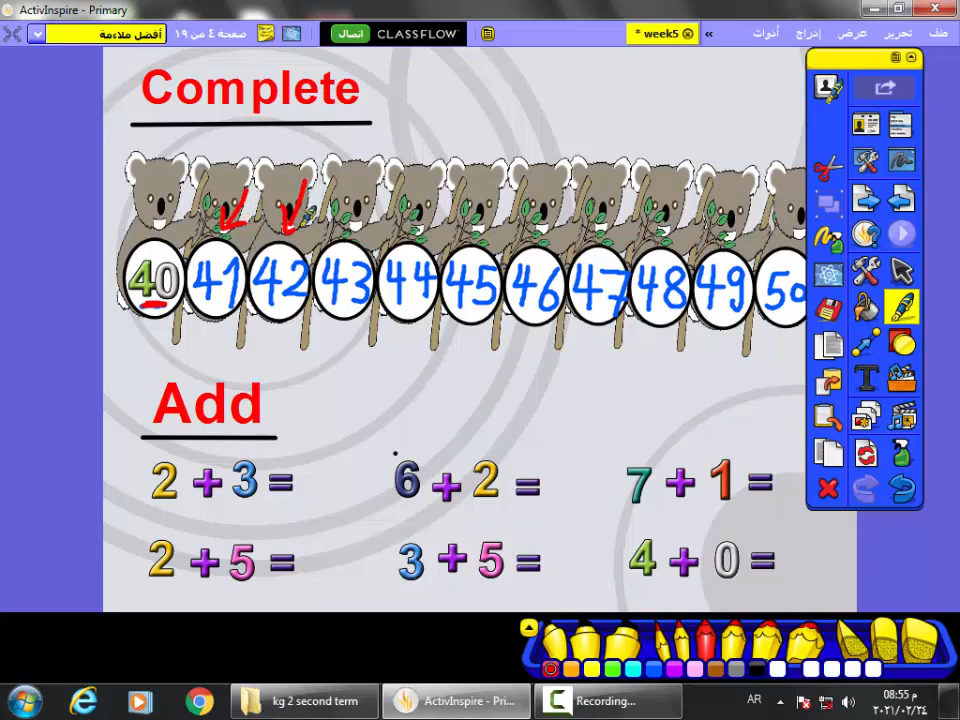 ActivInspire - Primary
أفضل ملاءمة
صفحة ٤ من ١٩
اتصال CLASSFLOW
* week5
«
أدوات
إدراج
عرض
تحرير
ملف
Complete
40 41 42 43 44 45 46 47 48 49 50
Add
2 + 3 = 6 + 2 = 7 + 1 =
2 + 5 = 3 + 5 = 4 + 0 =
kg 2 second term
ActivInspire - Pri...
Recording...
AR
08:55 م
٢٠٢١/٠٢/٢٤